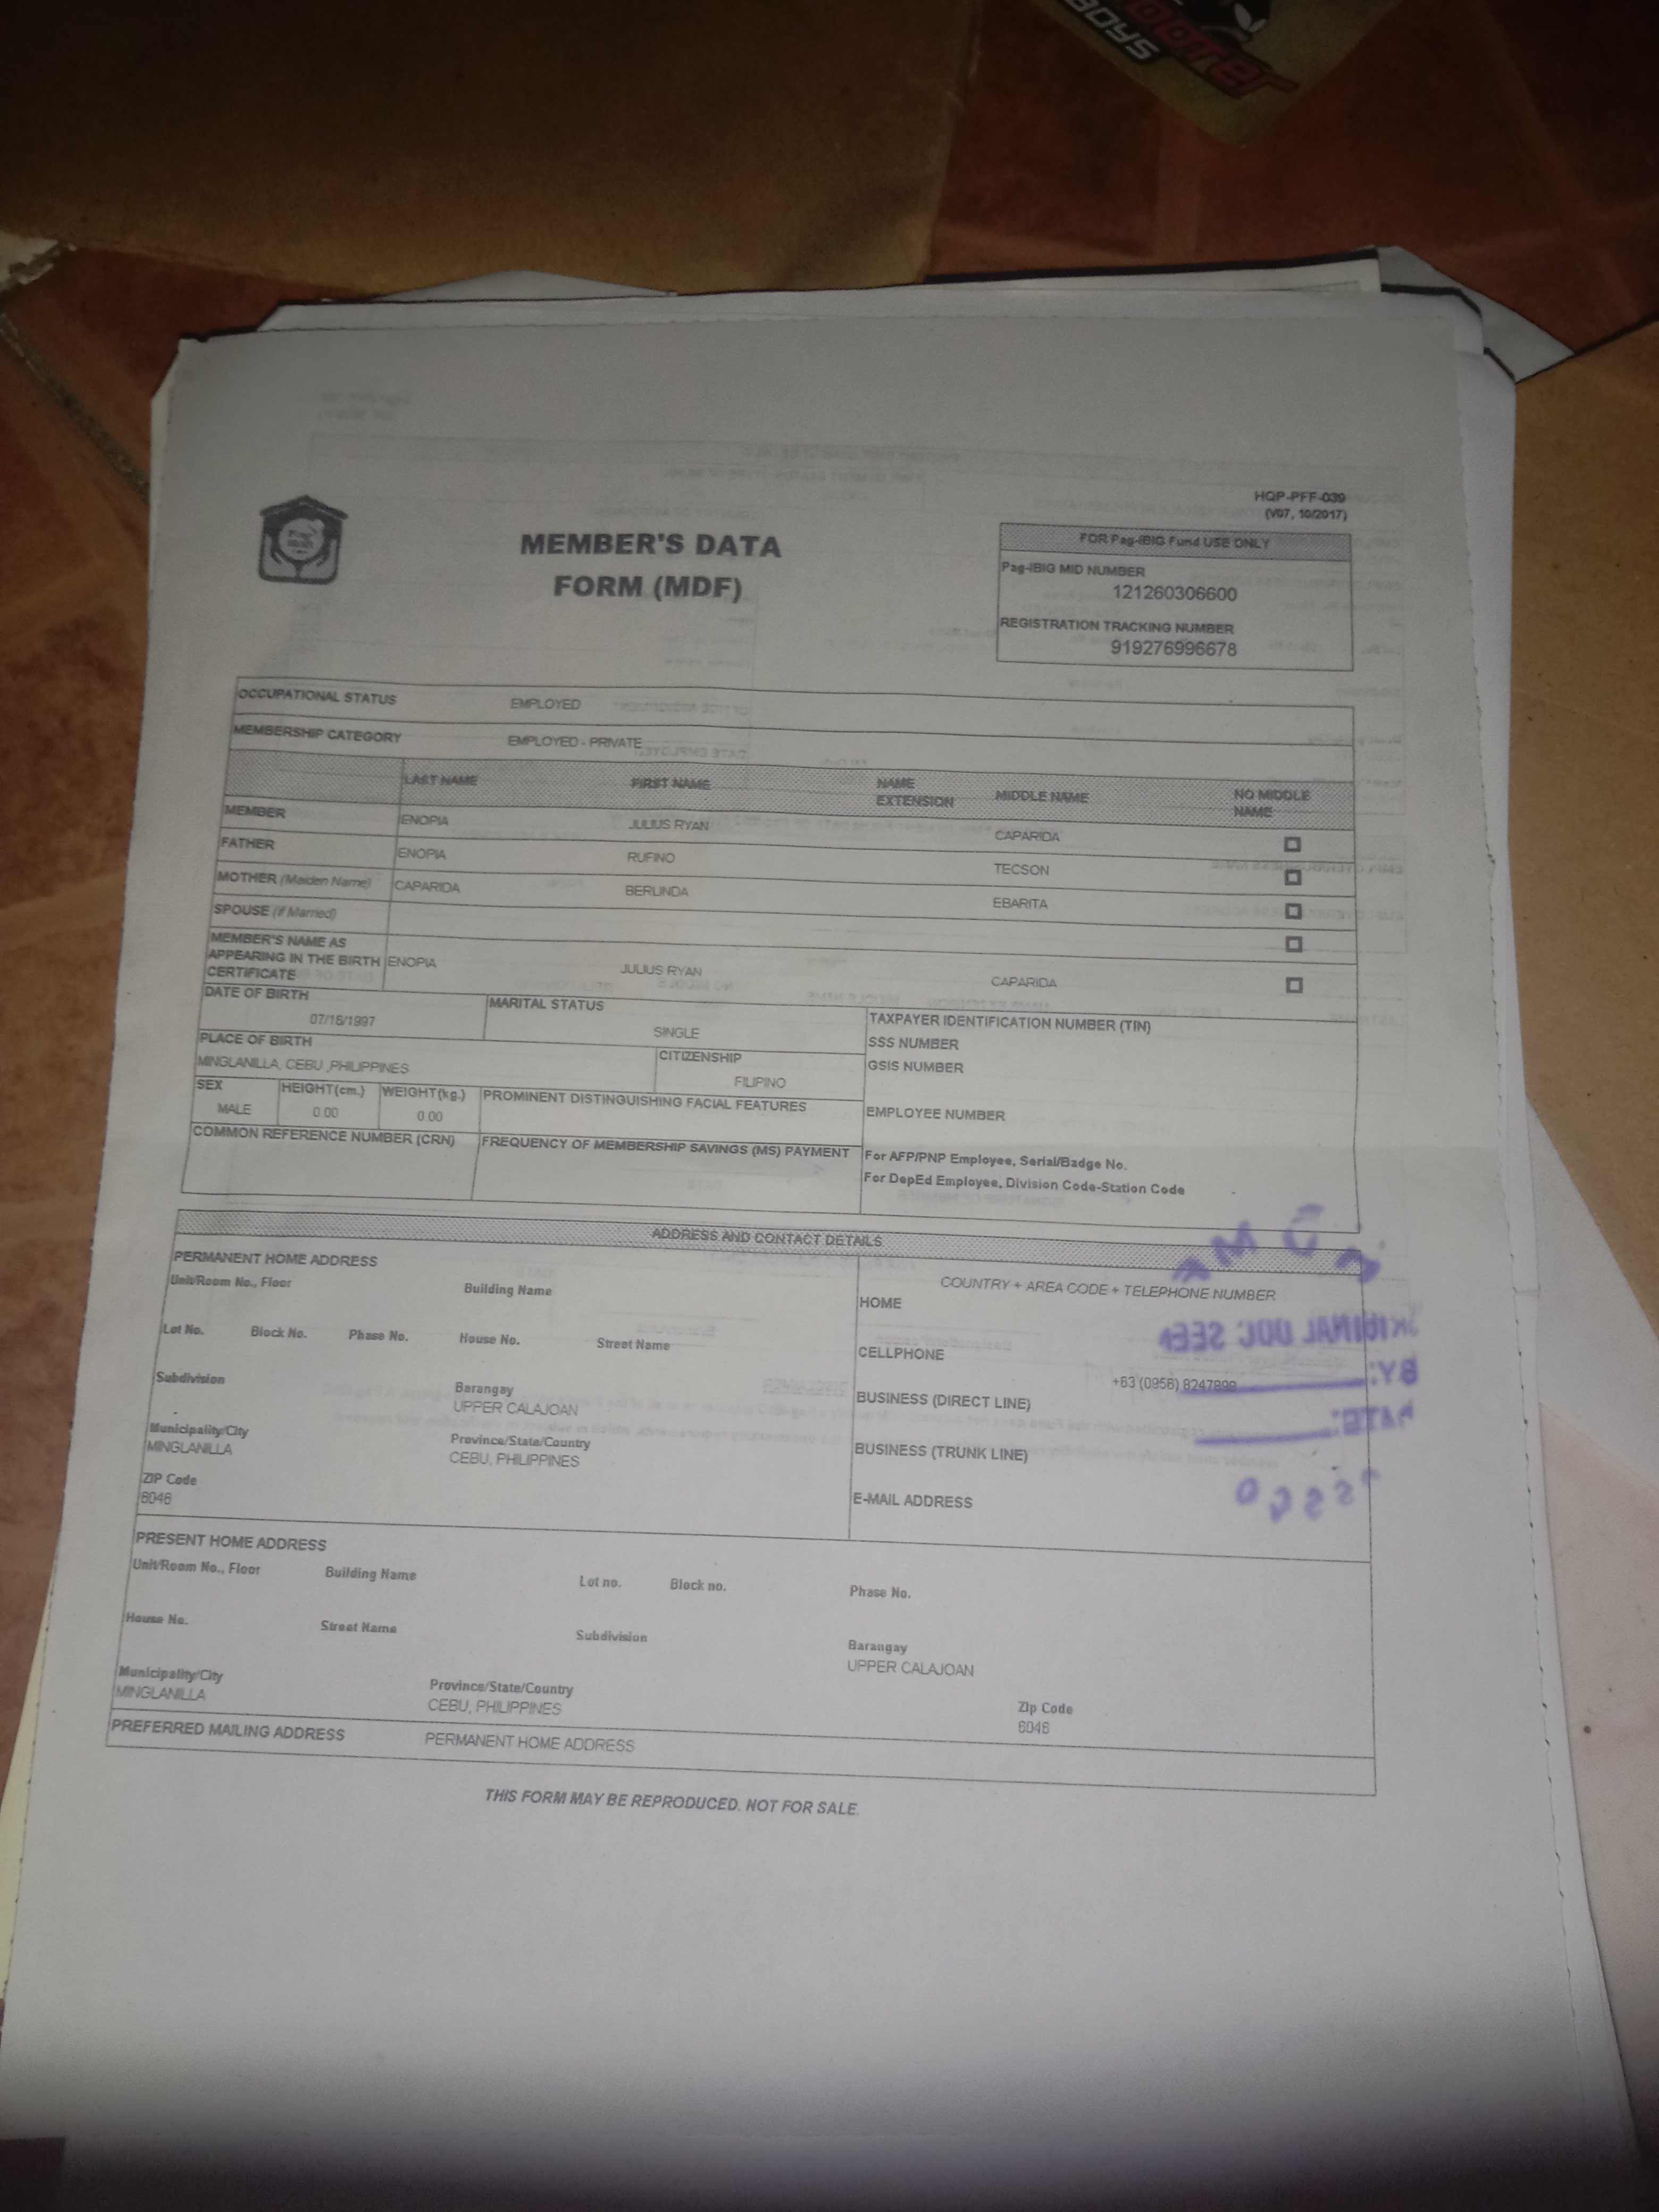 BOYS
HQP-PFF-039
(V07, 10/2017)
MEMBER'S DATA
FORM (MDF)
FOR Pag-IBIG Fund USE ONLY
Pag-IBIG MID NUMBER
121260306600
REGISTRATION TRACKING NUMBER
919276996678
OCCUPATIONAL STATUS EMPLOYED
MEMBERSHIP CATEGORY EMPLOYED - PRIVATE
LAST NAME FIRST NAME NAME EXTENSION MIDDLE NAME NO MIDDLE NAME
MEMBER ENOPIA JULIUS RYAN CAPARIDA
FATHER ENOPIA RUFINO TECSON
MOTHER (Maiden Name) CAPARIDA BERLINDA EBARITA
SPOUSE (if Married)
MEMBER'S NAME AS
APPEARING IN THE BIRTH
CERTIFICATE ENOPIA JULIUS RYAN CAPARIDA
DATE OF BIRTH
07/16/1997
MARITAL STATUS
SINGLE
TAXPAYER IDENTIFICATION NUMBER (TIN)
SSS NUMBER
GSIS NUMBER
PLACE OF BIRTH
MINGLANILLA, CEBU ,PHILIPPINES
CITIZENSHIP
FILIPINO
SEX
MALE
HEIGHT(cm.)
0.00
WEIGHT(kg.)
0.00
PROMINENT DISTINGUISHING FACIAL FEATURES
EMPLOYEE NUMBER
COMMON REFERENCE NUMBER (CRN)
FREQUENCY OF MEMBERSHIP SAVINGS (MS) PAYMENT
For AFP/PNP Employee, Serial/Badge No.
For DepEd Employee, Division Code-Station Code
ADDRESS AND CONTACT DETAILS
PERMANENT HOME ADDRESS
Unit/Room No., Floor Building Name
Lot No. Block No. Phase No. House No. Street Name
Subdivision Barangay
UPPER CALAJOAN
Municipality/City Province/State/Country
MINGLANILLA CEBU, PHILIPPINES
ZIP Code
6046
COUNTRY + AREA CODE + TELEPHONE NUMBER
HOME
CELLPHONE
+63 (0956) 8247899
BUSINESS (DIRECT LINE)
BUSINESS (TRUNK LINE)
E-MAIL ADDRESS
ORIGINAL DOC SEEN
BY:
DATE:
PRESENT HOME ADDRESS
Unit/Room No., Floor Building Name Lot no. Block no. Phase No.
House No. Street Name Subdivision Barangay
UPPER CALAJOAN
Municipality/City Province/State/Country Zip Code
MINGLANILLA CEBU, PHILIPPINES 6046
PREFERRED MAILING ADDRESS PERMANENT HOME ADDRESS
THIS FORM MAY BE REPRODUCED. NOT FOR SALE.